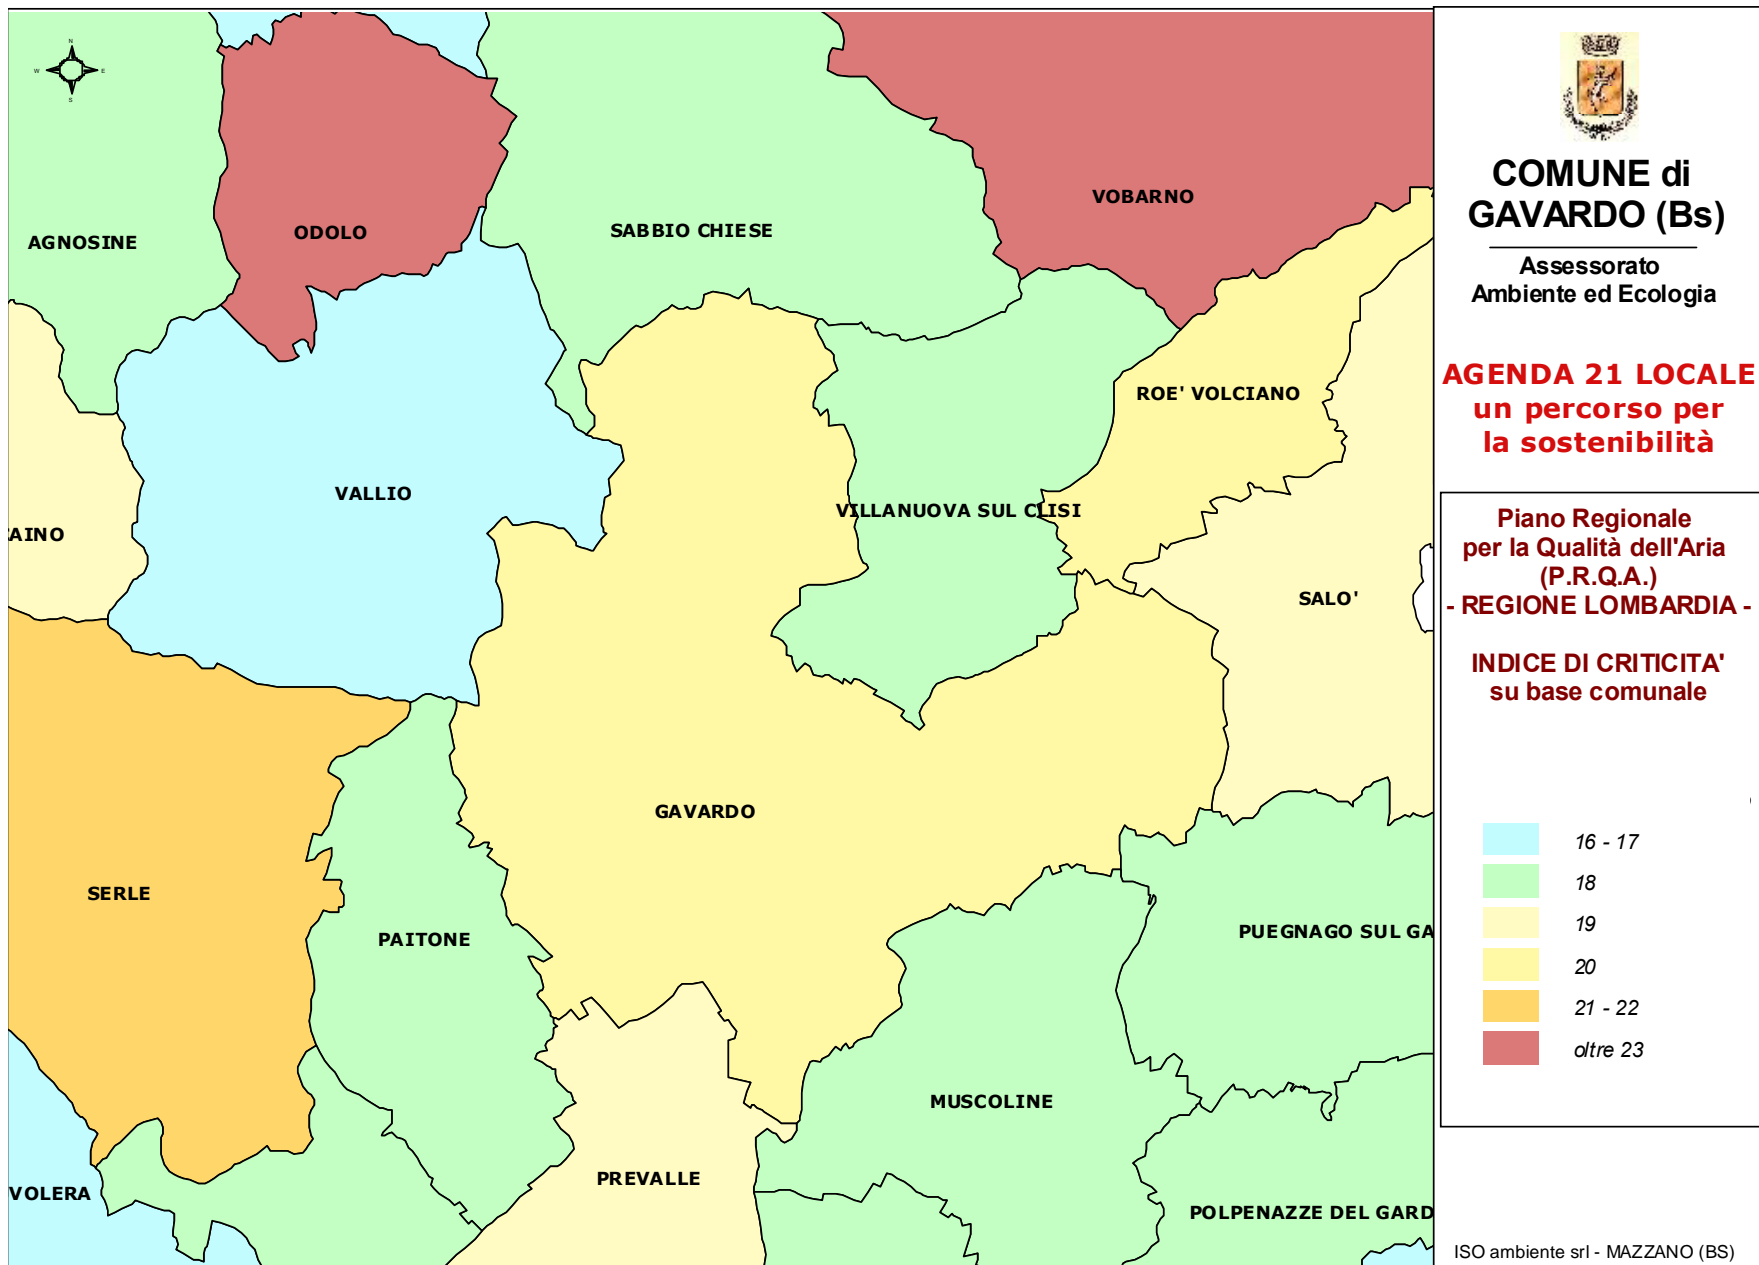 N
W E
S
AGNOSINE
ODOLO
SABBIO CHIESE
VOBARNO
ROE' VOLCIANO
VALLIO
VILLANUOVA SUL CLISI
AINO
SALO'
GAVARDO
SERLE
PAITONE
PUEGNAGO SUL GA
MUSCOLINE
PREVALLE
VOLERA
POLPENAZZE DEL GARD
COMUNE di
GAVARDO (Bs)
Assessorato
Ambiente ed Ecologia
AGENDA 21 LOCALE
un percorso per
la sostenibilità
Piano Regionale
per la Qualità dell'Aria
(P.R.Q.A.)
- REGIONE LOMBARDIA -
INDICE DI CRITICITA'
su base comunale
16 - 17
18
19
20
21 - 22
oltre 23
ISO ambiente srl - MAZZANO (BS)